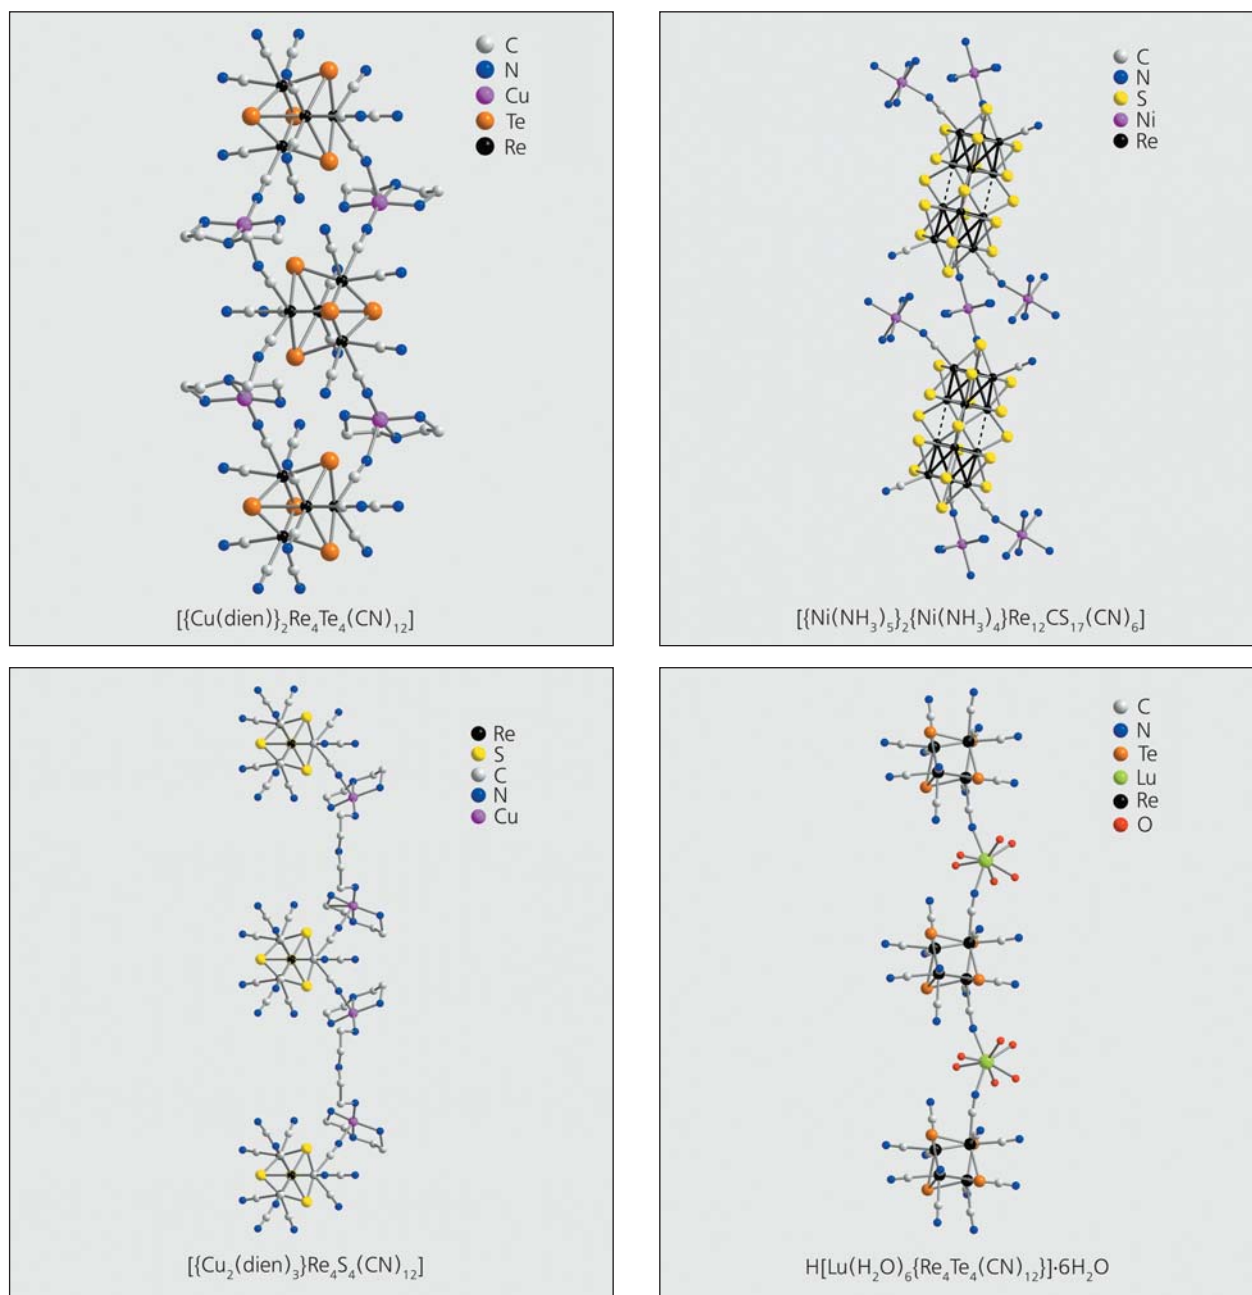 C
N
Cu
Te
Re
[{Cu(dien)}₂Re₄Te₄(CN)₁₂]
C
N
S
Ni
Re
[{Ni(NH₃)₅}₂{Ni(NH₃)₄}Re₁₂CS₁₇(CN)₆]
Re
S
C
N
Cu
[{Cu₂(dien)₃}Re₄S₄(CN)₁₂]
C
N
Te
Lu
Re
O
H[Lu(H₂O)₆{Re₄Te₄(CN)₁₂}]·6H₂O